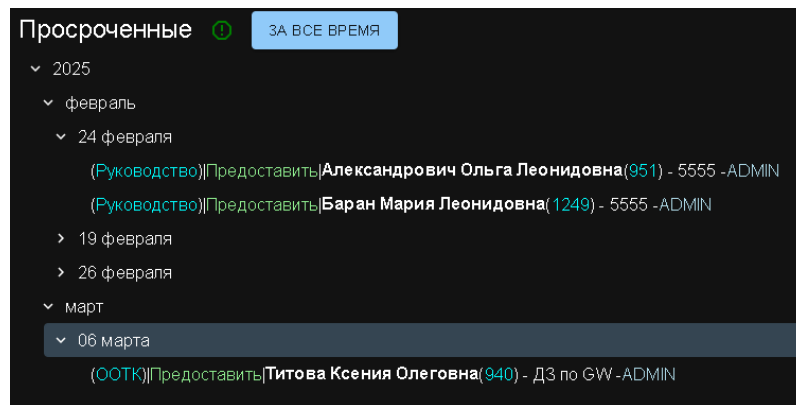 Просроченные ЗА ВСЕ ВРЕМЯ
2025
февраль
24 февраля
(Руководство)|Предоставить|Александрович Ольга Леонидовна(951) - 5555 -ADMIN
(Руководство)|Предоставить|Баран Мария Леонидовна(1249) - 5555 -ADMIN
19 февраля
26 февраля
март
06 марта
(ООТК)|Предоставить|Титова Ксения Олеговна(940) - ДЗ по GW -ADMIN